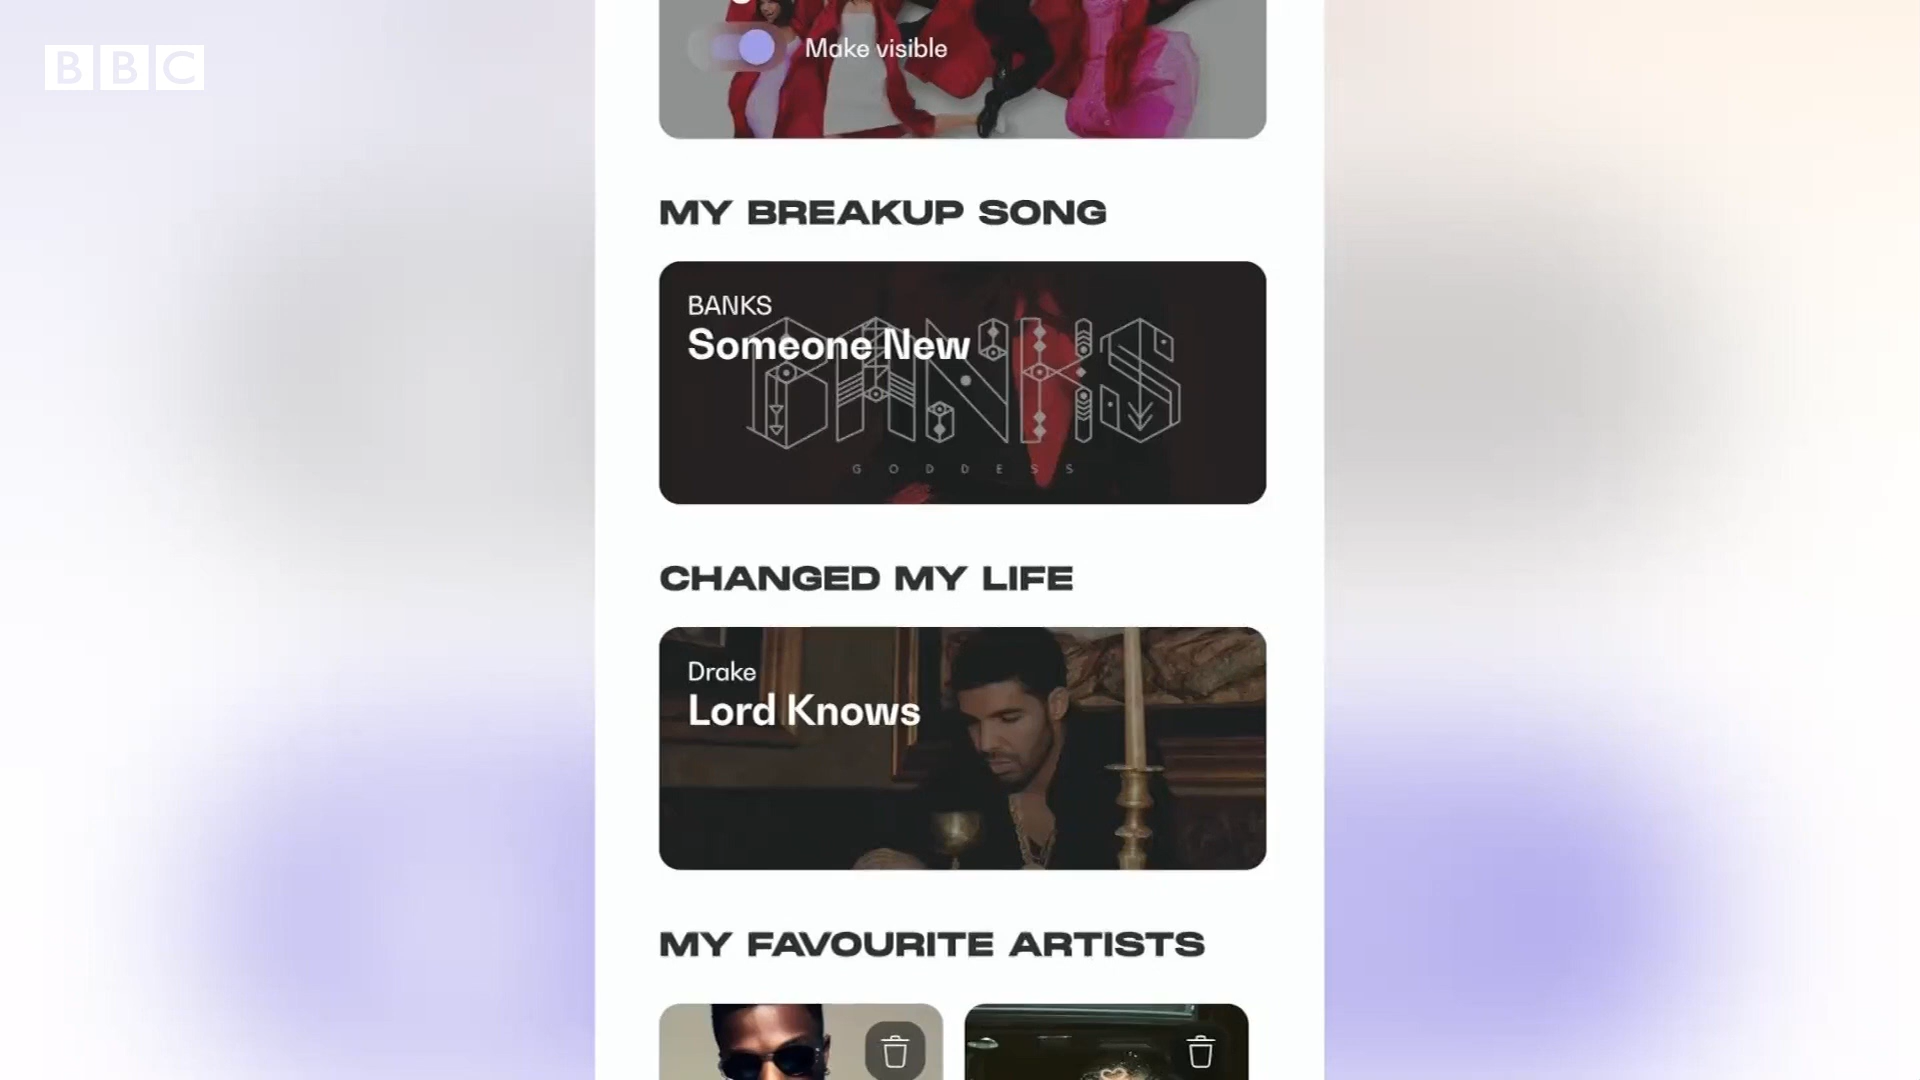 BBC
Make visible
MY BREAKUP SONG
BANKS
Someone New
BANKS
GODDESS
CHANGED MY LIFE
Drake
Lord Knows
MY FAVOURITE ARTISTS